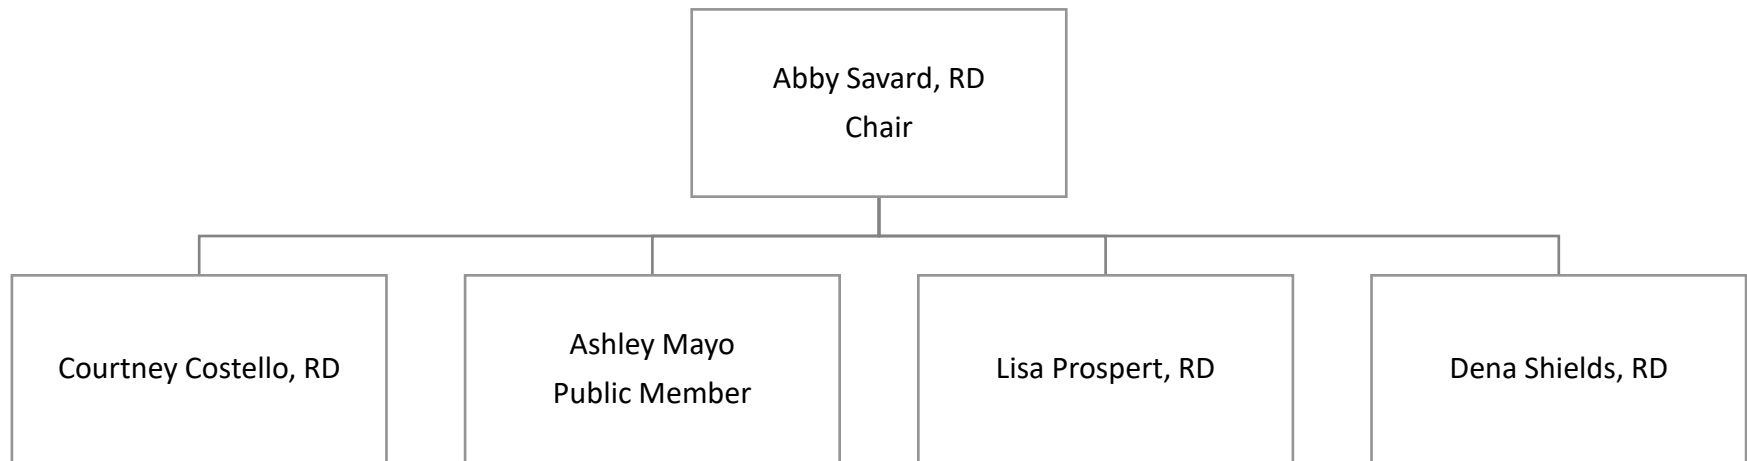 Abby Savard, RD
Chair
Courtney Costello, RD
Ashley Mayo
Public Member
Lisa Prospert, RD
Dena Shields, RD